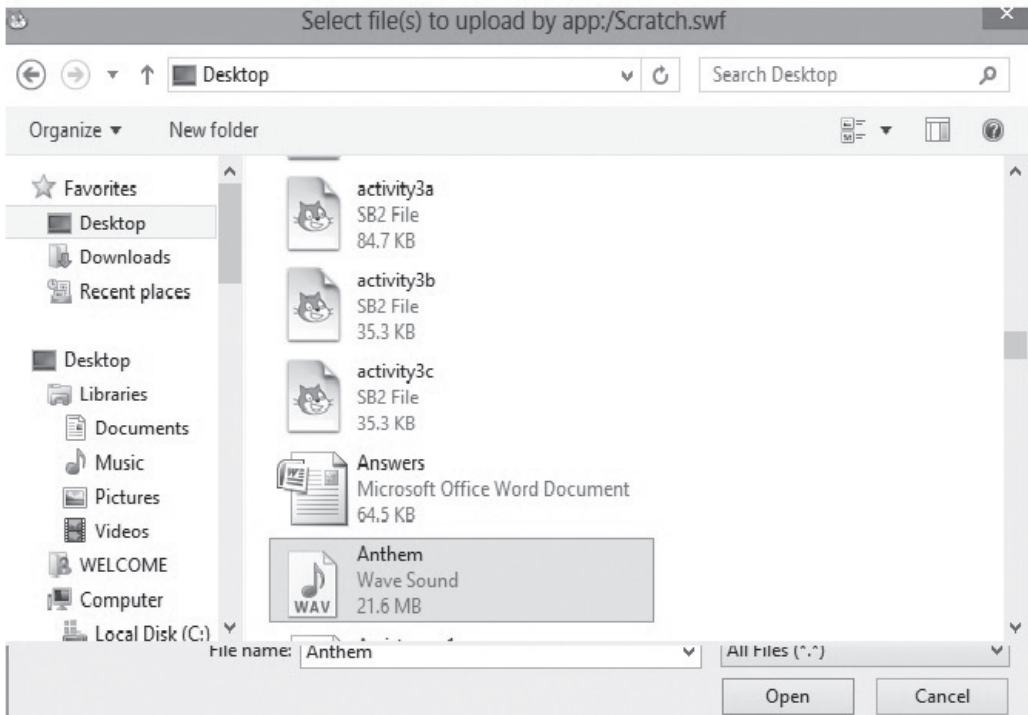 Select file(s) to upload by app:/Scratch.swf
Desktop
Search Desktop
Organize
New folder
Favorites
Desktop
Downloads
Recent places
Desktop
Libraries
Documents
Music
Pictures
Videos
WELCOME
Computer
Local Disk (C:)
activity3a
SB2 File
84.7 KB
activity3b
SB2 File
35.3 KB
activity3c
SB2 File
35.3 KB
Answers
Microsoft Office Word Document
64.5 KB
Anthem
Wave Sound
21.6 MB
WAV
File name: Anthem
All Files (*.*)
Open
Cancel